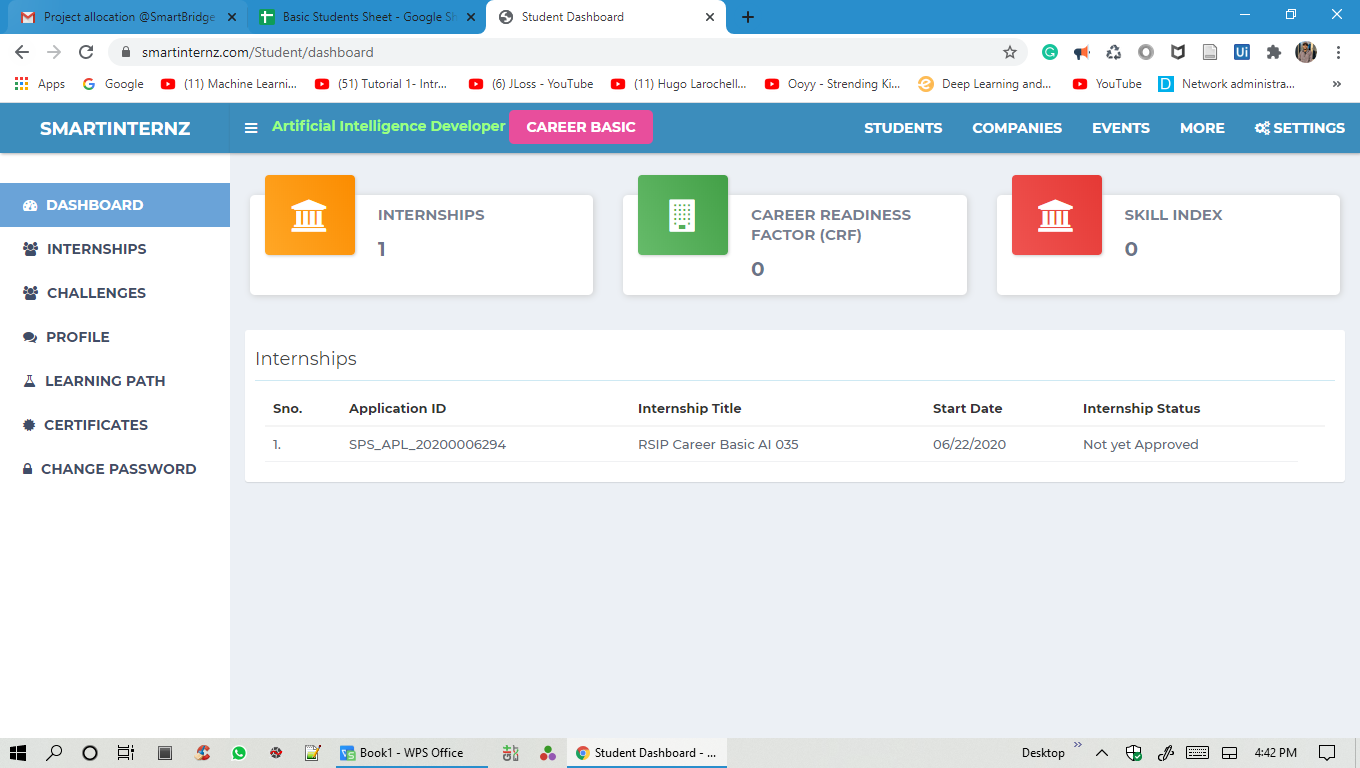 Project allocation @SmartBridge
Basic Students Sheet - Google Sh
Student Dashboard
smartinternz.com/Student/dashboard
Apps
Google
(11) Machine Learni...
(51) Tutorial 1- Intr...
(6) JLoss - YouTube
(11) Hugo Larochell...
Ooyy - Strending Ki...
Deep Learning and...
YouTube
D
Network administra...
»
SMARTINTERNZ
Artificial Intelligence Developer
CAREER BASIC
STUDENTS
COMPANIES
EVENTS
MORE
SETTINGS
DASHBOARD
INTERNSHIPS
CHALLENGES
PROFILE
LEARNING PATH
CERTIFICATES
CHANGE PASSWORD
INTERNSHIPS
1
CAREER READINESS
FACTOR (CRF)
0
SKILL INDEX
0
Internships
Sno. Application ID Internship Title Start Date Internship Status
1. SPS_APL_20200006294 RSIP Career Basic AI 035 06/22/2020 Not yet Approved
Book1 - WPS Office
Student Dashboard - ...
Desktop
»
4:42 PM